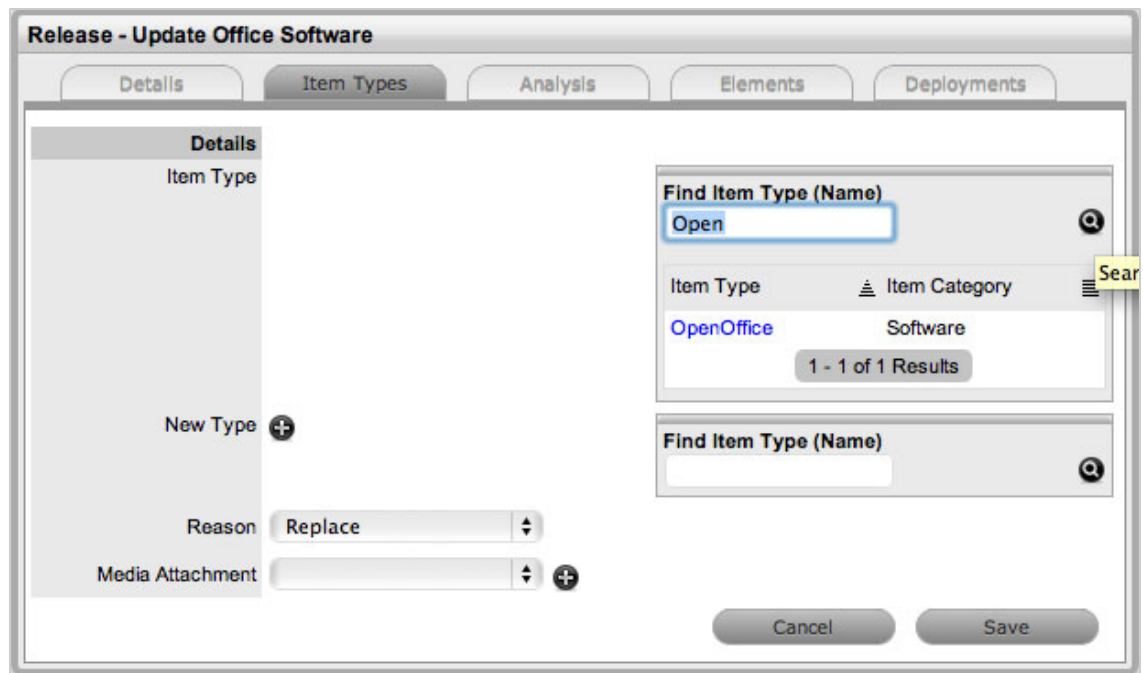 Release - Update Office Software
Details Item Types Analysis Elements Deployments
Details
Item Type
Find Item Type (Name)
Open
Sear
Item Type Item Category
OpenOffice Software
1 - 1 of 1 Results
New Type
Find Item Type (Name)
Reason Replace
Media Attachment
Cancel Save